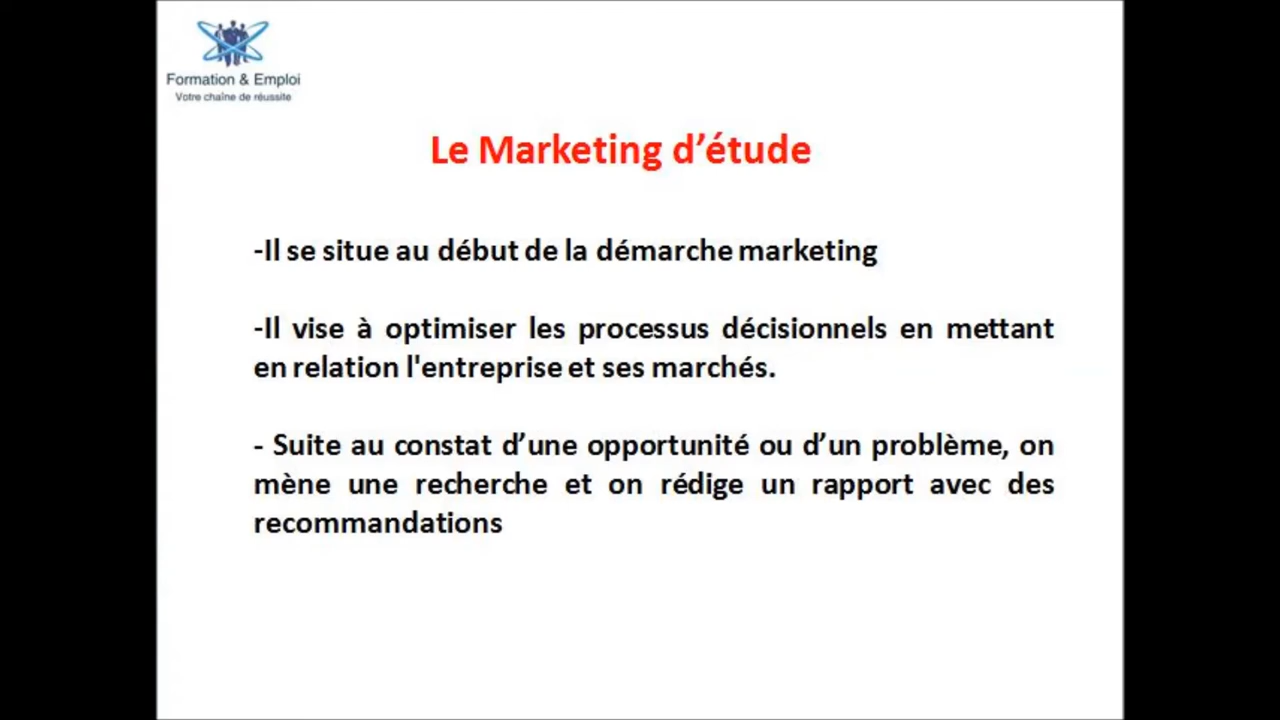 Formation & Emploi
Votre chaîne de réussite
Le Marketing d’étude
-Il se situe au début de la démarche marketing
-Il vise à optimiser les processus décisionnels en mettant
en relation l'entreprise et ses marchés.
- Suite au constat d’une opportunité ou d’un problème, on
mène une recherche et on rédige un rapport avec des
recommandations